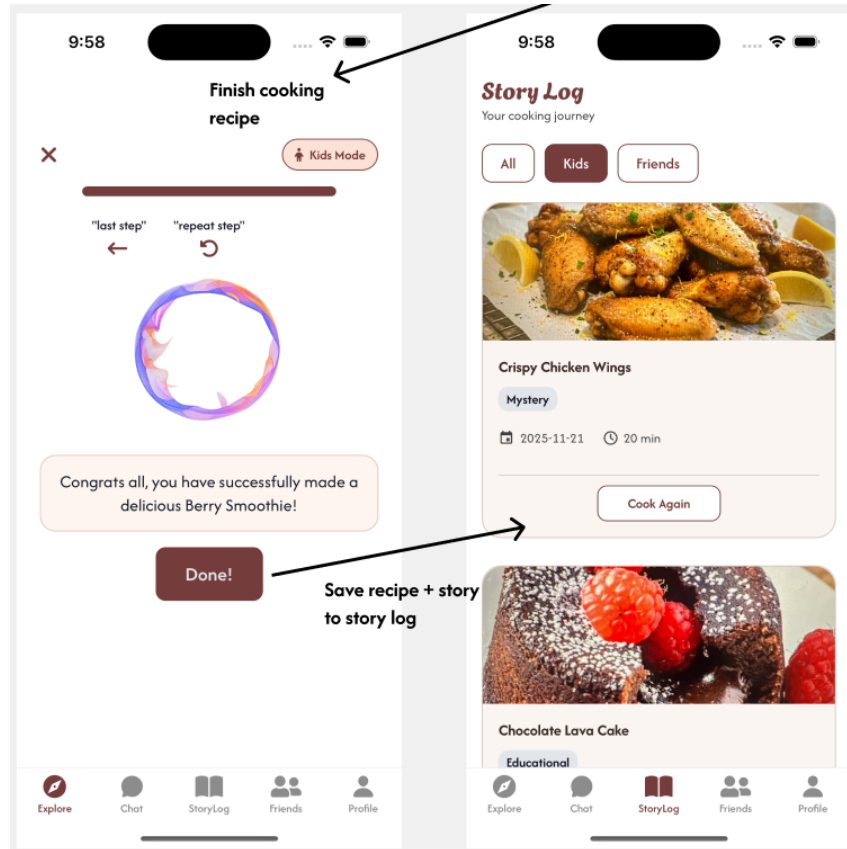 9:58
Finish cooking
recipe
Kids Mode
"last step" "repeat step"
Congrats all, you have successfully made a
delicious Berry Smoothie!
Done!
Save recipe + story
to story log
Explore Chat StoryLog Friends Profile
9:58
Story Log
Your cooking journey
All Kids Friends
Crispy Chicken Wings
Mystery
2025-11-21 20 min
Cook Again
Chocolate Lava Cake
Educational
Explore Chat StoryLog Friends Profile